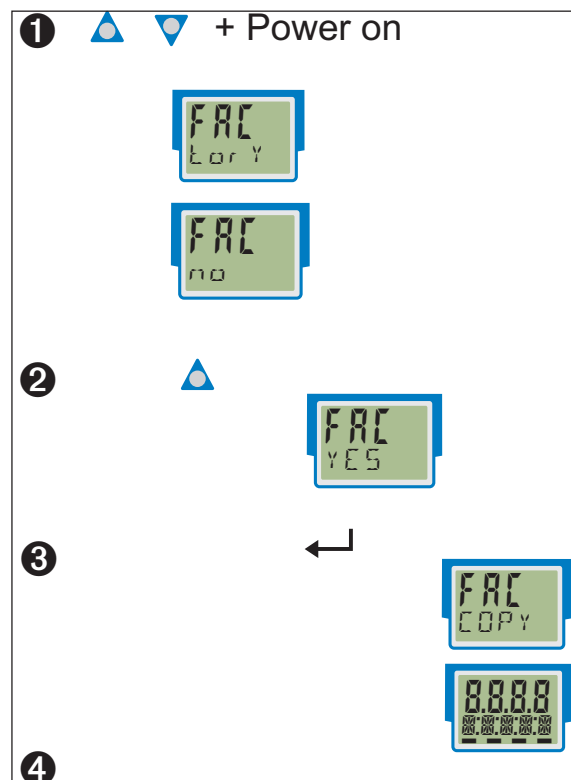 ❶ + Power on
FAC
torY
FAC
no
❷
FAC
YES
❸
FAC
COPY
8.8.8.8
❹